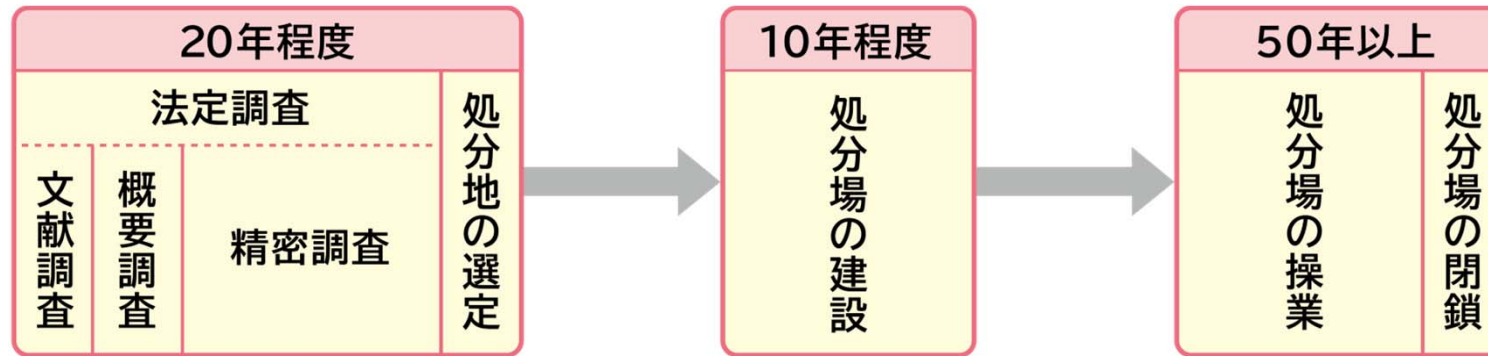 20年程度
法定調査
文献調査
概要調査
精密調査
処分地の選定
10年程度
処分場の建設
50年以上
処分場の操業
処分場の閉鎖